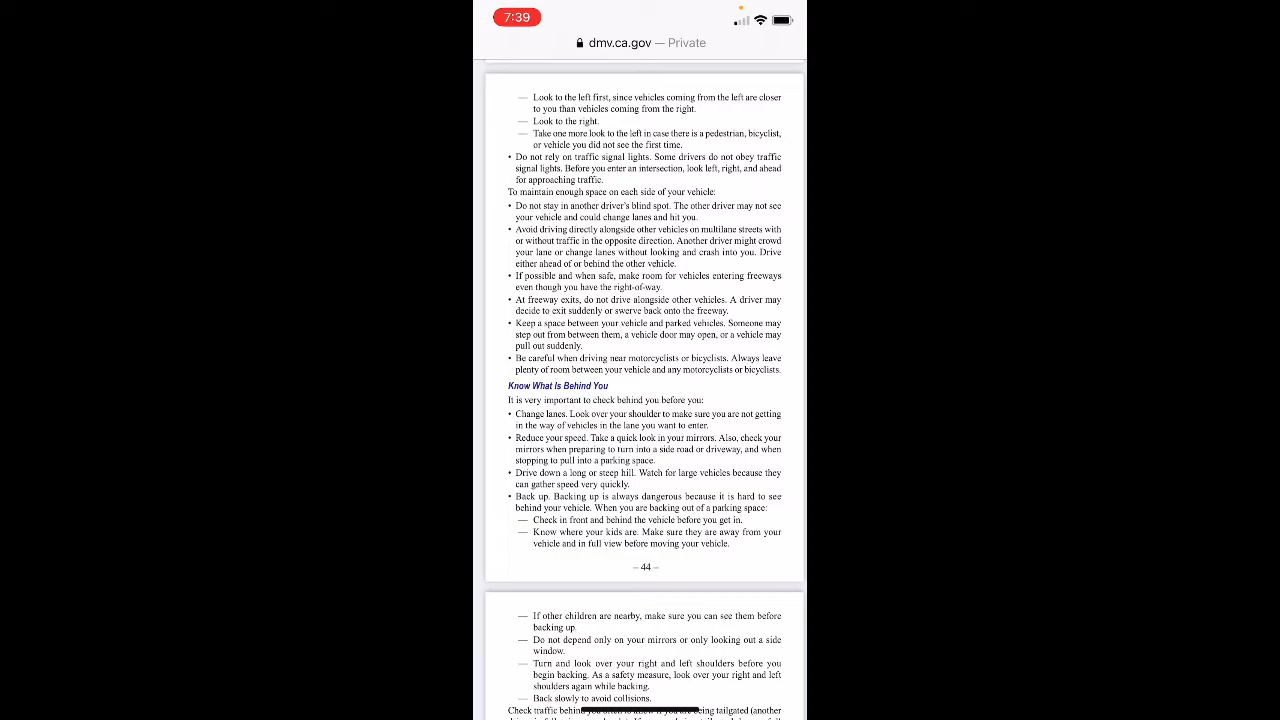 7:39
dmv.ca.gov — Private
— Look to the left first, since vehicles coming from the left are closer
to you than vehicles coming from the right.
— Look to the right.
— Take one more look to the left in case there is a pedestrian, bicyclist,
or vehicle you did not see the first time.
• Do not rely on traffic signal lights. Some drivers do not obey traffic
signal lights. Before you enter an intersection, look left, right, and ahead
for approaching traffic.
To maintain enough space on each side of your vehicle:
• Do not stay in another driver's blind spot. The other driver may not see
your vehicle and could change lanes and hit you.
• Avoid driving directly alongside other vehicles on multilane streets with
or without traffic in the opposite direction. Another driver might crowd
your lane or change lanes without looking and crash into you. Drive
either ahead of or behind the other vehicle.
• If possible and when safe, make room for vehicles entering freeways
even though you have the right-of-way.
• At freeway exits, do not drive alongside other vehicles. A driver may
decide to exit suddenly or swerve back onto the freeway.
• Keep a space between your vehicle and parked vehicles. Someone may
step out from between them, a vehicle door may open, or a vehicle may
pull out suddenly.
• Be careful when driving near motorcyclists or bicyclists. Always leave
plenty of room between your vehicle and any motorcyclists or bicyclists.
Know What Is Behind You
It is very important to check behind you before you:
• Change lanes. Look over your shoulder to make sure you are not getting
in the way of vehicles in the lane you want to enter.
• Reduce your speed. Take a quick look in your mirrors. Also, check your
mirrors when preparing to turn into a side road or driveway, and when
stopping to pull into a parking space.
• Drive down a long or steep hill. Watch for large vehicles because they
can gather speed very quickly.
• Back up. Backing up is always dangerous because it is hard to see
behind your vehicle. When you are backing out of a parking space:
— Check in front and behind the vehicle before you get in.
— Know where your kids are. Make sure they are away from your
vehicle and in full view before moving your vehicle.
– 44 –
— If other children are nearby, make sure you can see them before
backing up.
— Do not depend only on your mirrors or only looking out a side
window.
— Turn and look over your right and left shoulders before you
begin backing. As a safety measure, look over your right and left
shoulders again while backing.
— Back slowly to avoid collisions.
Check traffic behind you often to know if you are being tailgated (another